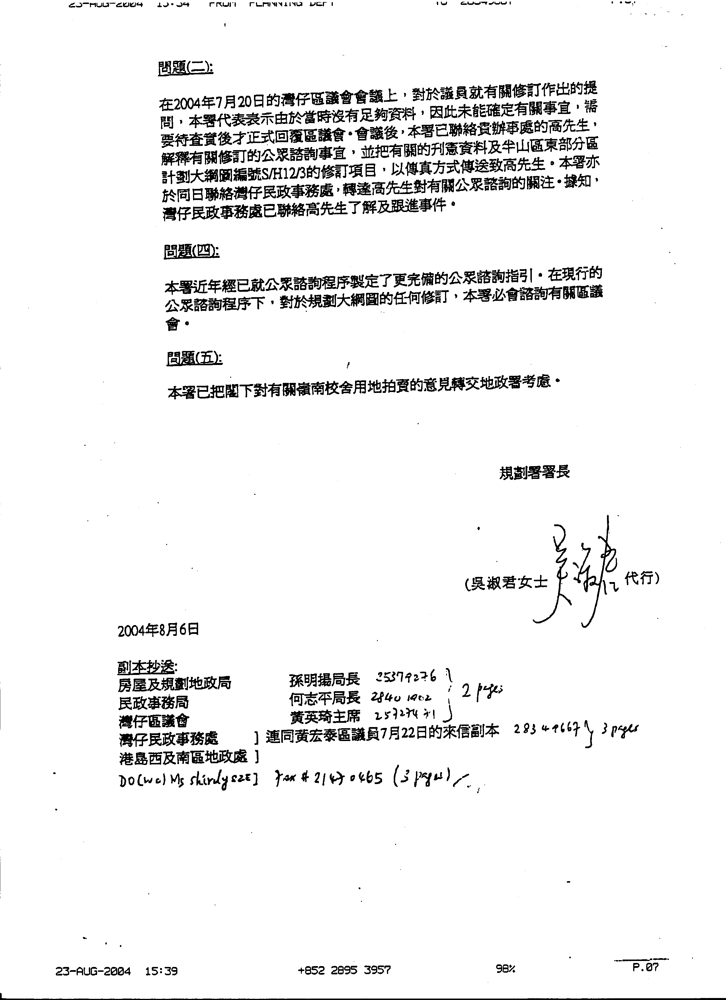 23-AUG-2004 15:34 FROM PLANNING DEPT TO
問題(二):
在2004年7月20日的灣仔區議會會議上，對於議員就有關修訂作出的提
問，本署代表表示由於當時沒有足夠資料，因此未能確定有關事宜，需
要待查實後才正式回覆區議會。會議後，本署已聯絡貴辦事處的高先生，
解釋有關修訂的公眾諮詢事宜，並把有關的刊憲資料及半山區東部分區
計劃大綱圖編號S/H12/3的修訂項目，以傳真方式傳送致高先生。本署亦
於同日聯絡灣仔民政事務處，轉達高先生對有關公眾諮詢的關注。據知，
灣仔民政事務處已聯絡高先生了解及跟進事件。
問題(四):
本署近年經已就公眾諮詢程序製定了更完備的公眾諮詢指引。在現行的
公眾諮詢程序下，對於規劃大綱圖的任何修訂，本署必會諮詢有關區議
會。
問題(五):
本署已把閣下對有關嶺南校舍用地拍賣的意見轉交地政署考慮。
規劃署署長
(吳淑君女士 代行)
2004年8月6日
副本抄送:
房屋及規劃地政局 孫明揚局長 25379276
民政事務局 何志平局長 2840 2 pages
灣仔區議會 黃英琦主席
灣仔民政事務處 ] 連同黃宏泰區議員7月22日的來信副本 28349667 3 pages
港島西及南區地政處 ]
DO(WC) Ms Shirley SZE] Fax # 21470465 (3 pages)
23-AUG-2004 15:39 +852 2895 3957 98% P.07